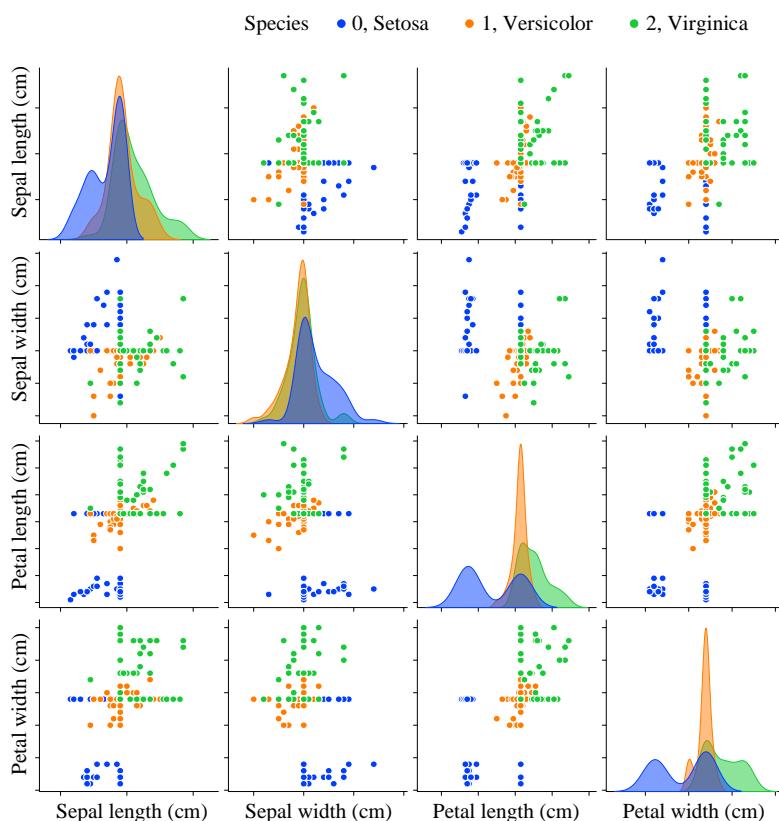 Species 0, Setosa 1, Versicolor 2, Virginica
Sepal length (cm)
Sepal width (cm)
Petal length (cm)
Petal width (cm)
Sepal length (cm) Sepal width (cm) Petal length (cm) Petal width (cm)